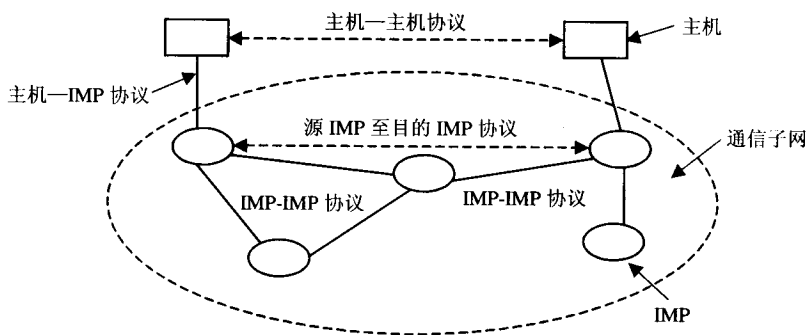 主机—主机协议
主机
主机—IMP 协议
源 IMP 至目的 IMP 协议
通信子网
IMP-IMP 协议
IMP-IMP 协议
IMP